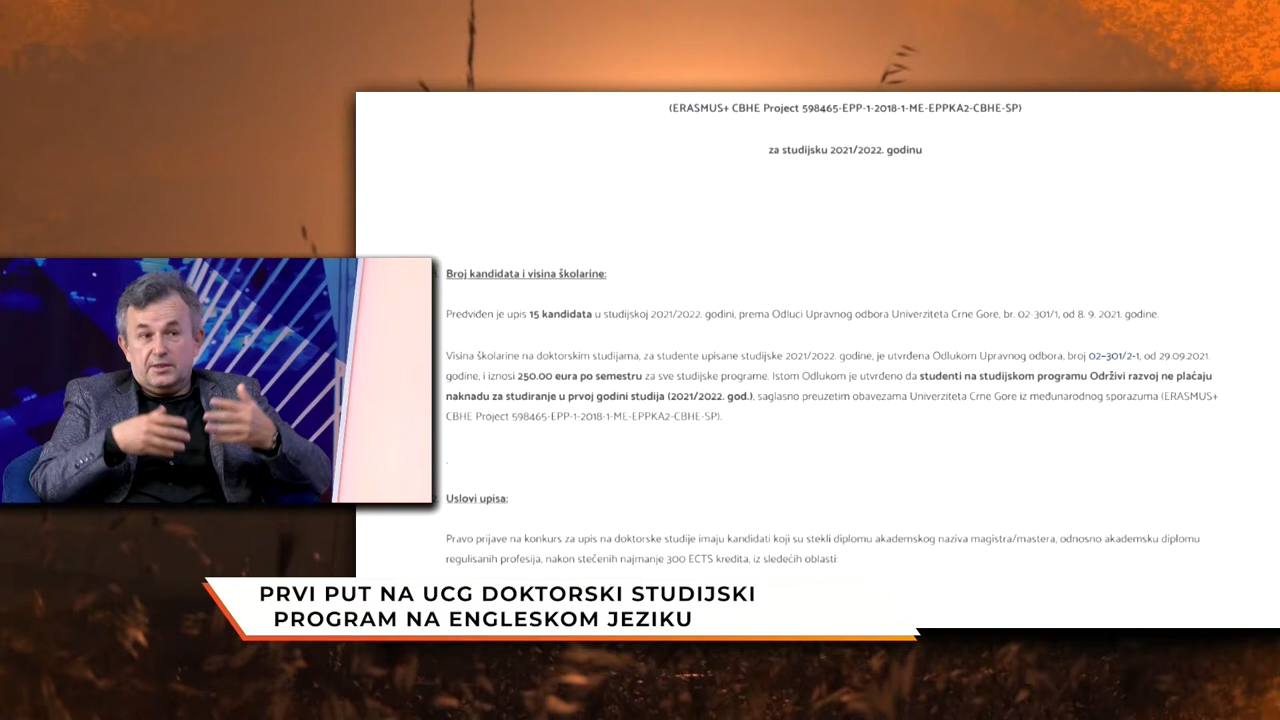 (ERASMUS+ CBHE Project 598465-EPP-1-2018-1-ME-EPPKA2-CBHE-SP)
za studijsku 2021/2022. godinu
Broj kandidata i visina školarine:
Predviđen je upis 15 kandidata u studijskoj 2021/2022. godini, prema Odluci Upravnog odbora Univerziteta Crne Gore, br. 02-301/1, od 8. 9. 2021. godine.
Visina školarine na doktorskim studijama, za studente upisane studijske 2021/2022. godine, je utvrđena Odlukom Upravnog odbora, broj 02-301/2-1, od 29.09.2021.
godine, i iznosi 250.00 eura po semestru za sve studijske programe. Istom Odlukom je utvrđeno da studenti na studijskom programu Održivi razvoj ne plaćaju
naknadu za studiranje u prvoj godini studija (2021/2022. god.), saglasno preuzetim obavezama Univerziteta Crne Gore iz međunarodnog sporazuma (ERASMUS+
CBHE Project 598465-EPP-1-2018-1-ME-EPPKA2-CBHE-SP).
.
Uslovi upisa:
Pravo prijave na konkurs za upis na doktorske studije imaju kandidati koji su stekli diplomu akademskog naziva magistra/mastera, odnosno akademsku diplomu
regulisanih profesija, nakon stečenih najmanje 300 ECTS kredita, iz sledećih oblasti:
PRVI PUT NA UCG DOKTORSKI STUDIJSKI
PROGRAM NA ENGLESKOM JEZIKU